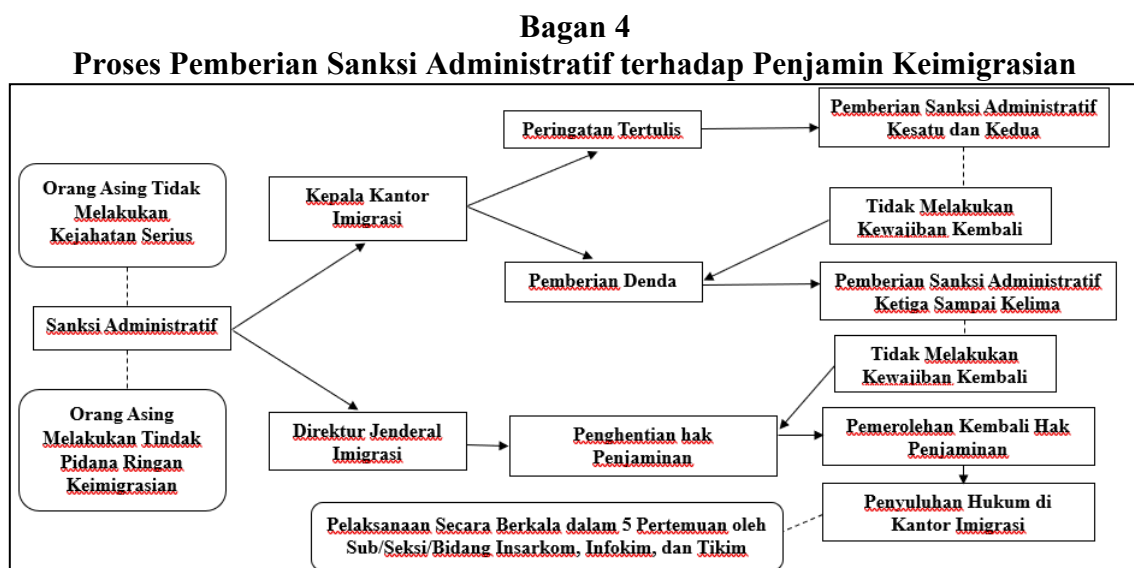 Bagan 4
Proses Pemberian Sanksi Administratif terhadap Penjamin Keimigrasian
Orang Asing Tidak
Melakukan
Kejahatan Serius
Sanksi Administratif
Orang Asing
Melakukan Tindak
Pidana Ringan
Keimigrasian
Kepala Kantor
Imigrasi
Direktur Jenderal
Imigrasi
Peringatan Tertulis
Pemberian Denda
Penghentian hak
Penjaminan
Pemberian Sanksi Administratif
Kesatu dan Kedua
Tidak Melakukan
Kewajiban Kembali
Pemberian Sanksi Administratif
Ketiga Sampai Kelima
Tidak Melakukan
Kewajiban Kembali
Pemerolehan Kembali Hak
Penjaminan
Penyuluhan Hukum di
Kantor Imigrasi
Pelaksanaan Secara Berkala dalam 5 Pertemuan oleh
Sub/Seksi/Bidang Insarkom, Infokim, dan Tikim